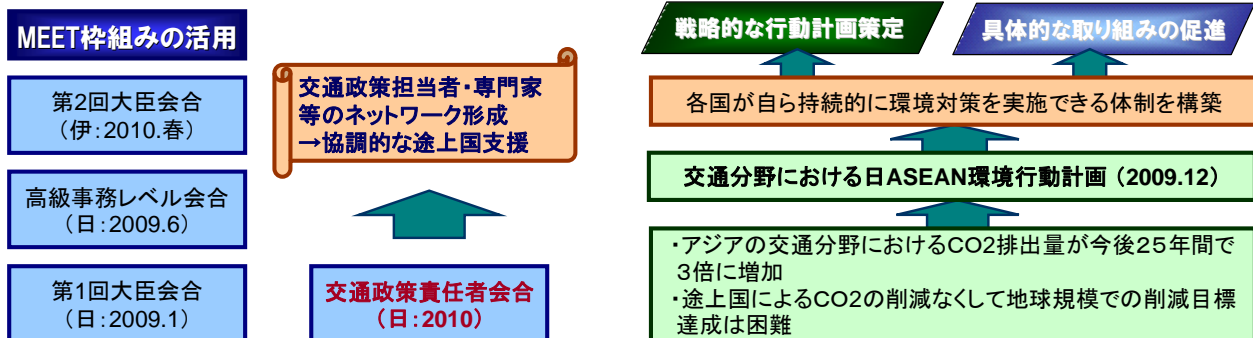 MEET枠組みの活用
第2回大臣会合
(伊:2010.春)
高級事務レベル会合
(日:2009.6)
第1回大臣会合
(日:2009.1)
交通政策担当者・専門家
等のネットワーク形成
→協調的な途上国支援
交通政策責任者会合
(日:2010)
戦略的な行動計画策定
具体的な取り組みの促進
各国が自ら持続的に環境対策を実施できる体制を構築
交通分野における日ASEAN環境行動計画(2009.12)
・アジアの交通分野におけるCO2排出量が今後25年間で
3倍に増加
・途上国によるCO2の削減なくして地球規模での削減目標
達成は困難